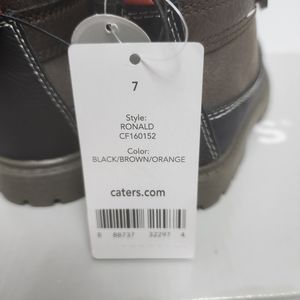 7
Style:
RONALD
CF160152
Color:
BLACK/BROWN/ORANGE
caters.com
8 88737 32297 4